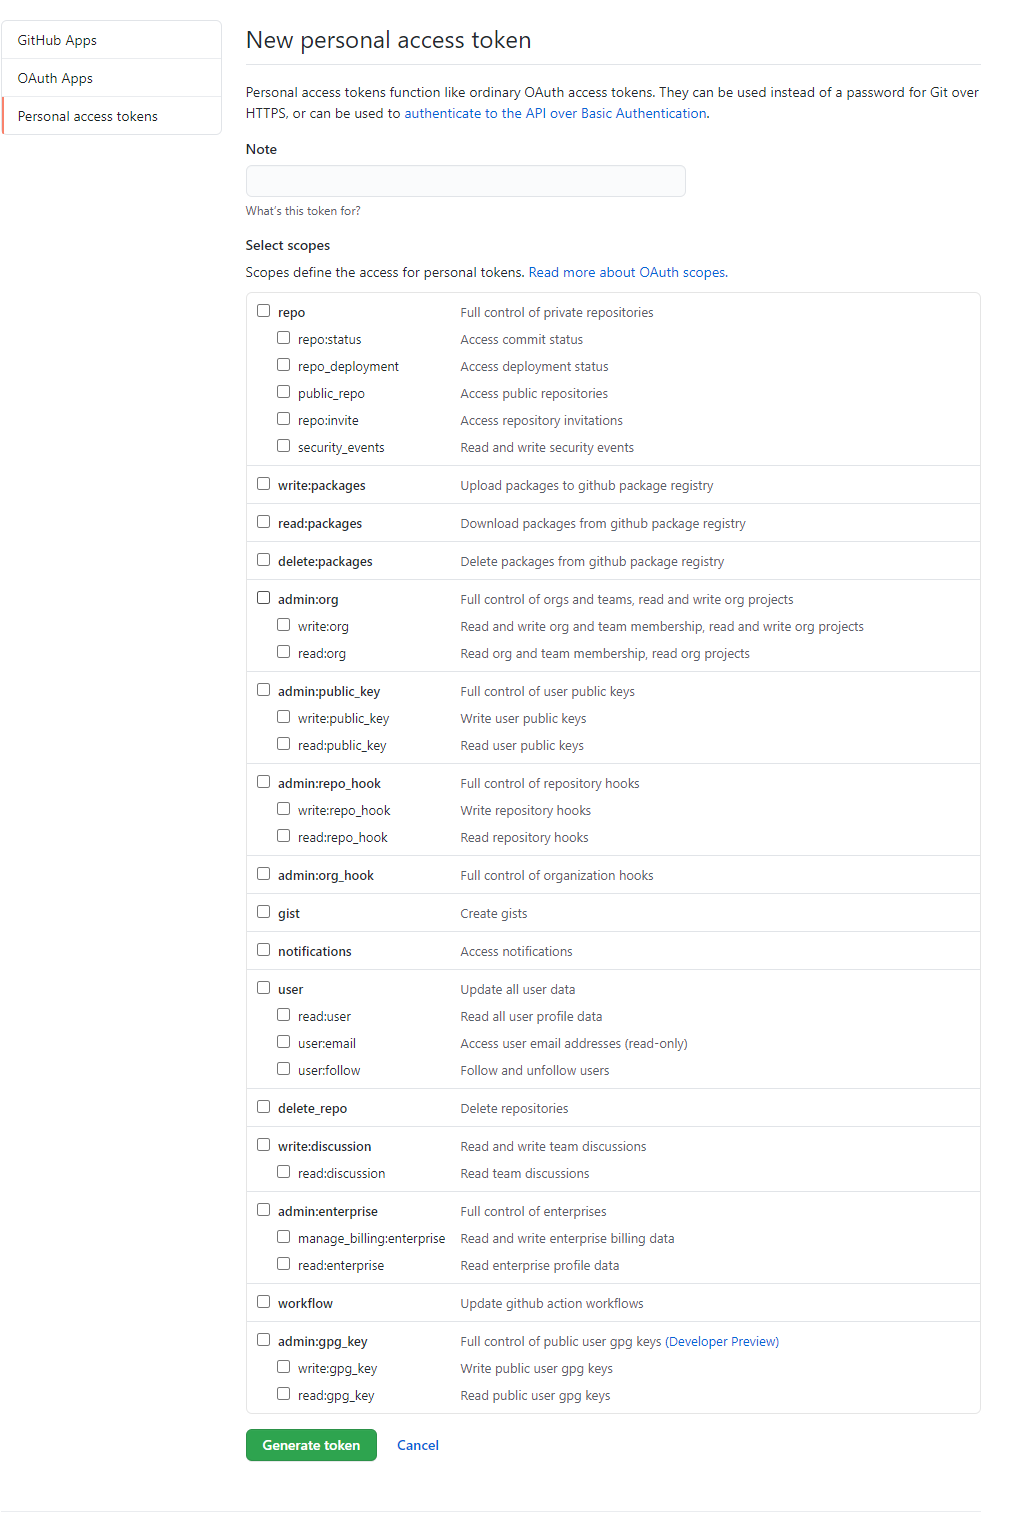 GitHub Apps
OAuth Apps
Personal access tokens
New personal access token
Personal access tokens function like ordinary OAuth access tokens. They can be used instead of a password for Git over
HTTPS, or can be used to authenticate to the API over Basic Authentication.
Note
What's this token for?
Select scopes
Scopes define the access for personal tokens. Read more about OAuth scopes.
repo Full control of private repositories
repo:status Access commit status
repo_deployment Access deployment status
public_repo Access public repositories
repo:invite Access repository invitations
security_events Read and write security events
write:packages Upload packages to github package registry
read:packages Download packages from github package registry
delete:packages Delete packages from github package registry
admin:org Full control of orgs and teams, read and write org projects
write:org Read and write org and team membership, read and write org projects
read:org Read org and team membership, read org projects
admin:public_key Full control of user public keys
write:public_key Write user public keys
read:public_key Read user public keys
admin:repo_hook Full control of repository hooks
write:repo_hook Write repository hooks
read:repo_hook Read repository hooks
admin:org_hook Full control of organization hooks
gist Create gists
notifications Access notifications
user Update all user data
read:user Read all user profile data
user:email Access user email addresses (read-only)
user:follow Follow and unfollow users
delete_repo Delete repositories
write:discussion Read and write team discussions
read:discussion Read team discussions
admin:enterprise Full control of enterprises
manage_billing:enterprise Read and write enterprise billing data
read:enterprise Read enterprise profile data
workflow Update github action workflows
admin:gpg_key Full control of public user gpg keys (Developer Preview)
write:gpg_key Write public user gpg keys
read:gpg_key Read public user gpg keys
Generate token Cancel